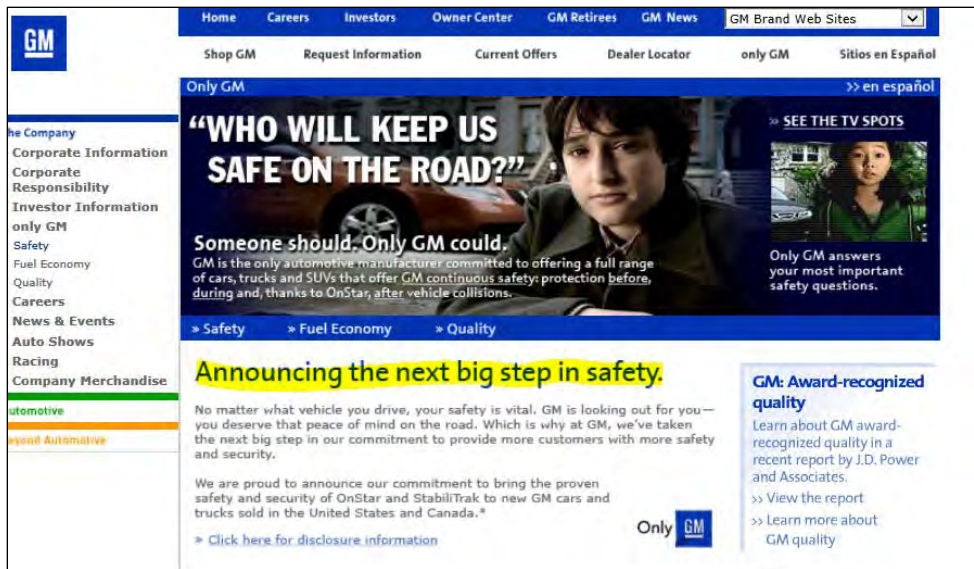 GM
Home Careers Investors Owner Center GM Retirees GM News GM Brand Web Sites
Shop GM Request Information Current Offers Dealer Locator only GM Sitios en Español
Only GM >> en español
he Company
Corporate Information
Corporate
Responsibility
Investor Information
only GM
Safety
Fuel Economy
Quality
Careers
News & Events
Auto Shows
Racing
Company Merchandise
utomotive
eyond Automotive
“WHO WILL KEEP US
SAFE ON THE ROAD?”
Someone should. Only GM could.
GM is the only automotive manufacturer committed to offering a full range
of cars, trucks and SUVs that offer GM continuous safety: protection before,
during and, thanks to OnStar, after vehicle collisions.
» SEE THE TV SPOTS
Only GM answers
your most important
safety questions.
» Safety » Fuel Economy » Quality
Announcing the next big step in safety.
No matter what vehicle you drive, your safety is vital. GM is looking out for you—
you deserve that peace of mind on the road. Which is why at GM, we’ve taken
the next big step in our commitment to provide more customers with more safety
and security.
We are proud to announce our commitment to bring the proven
safety and security of OnStar and StabiliTrak to new GM cars and
trucks sold in the United States and Canada.*
» Click here for disclosure information
Only GM
GM: Award-recognized
quality
Learn about GM award-
recognized quality in a
recent report by J.D. Power
and Associates.
>> View the report
>> Learn more about
GM quality